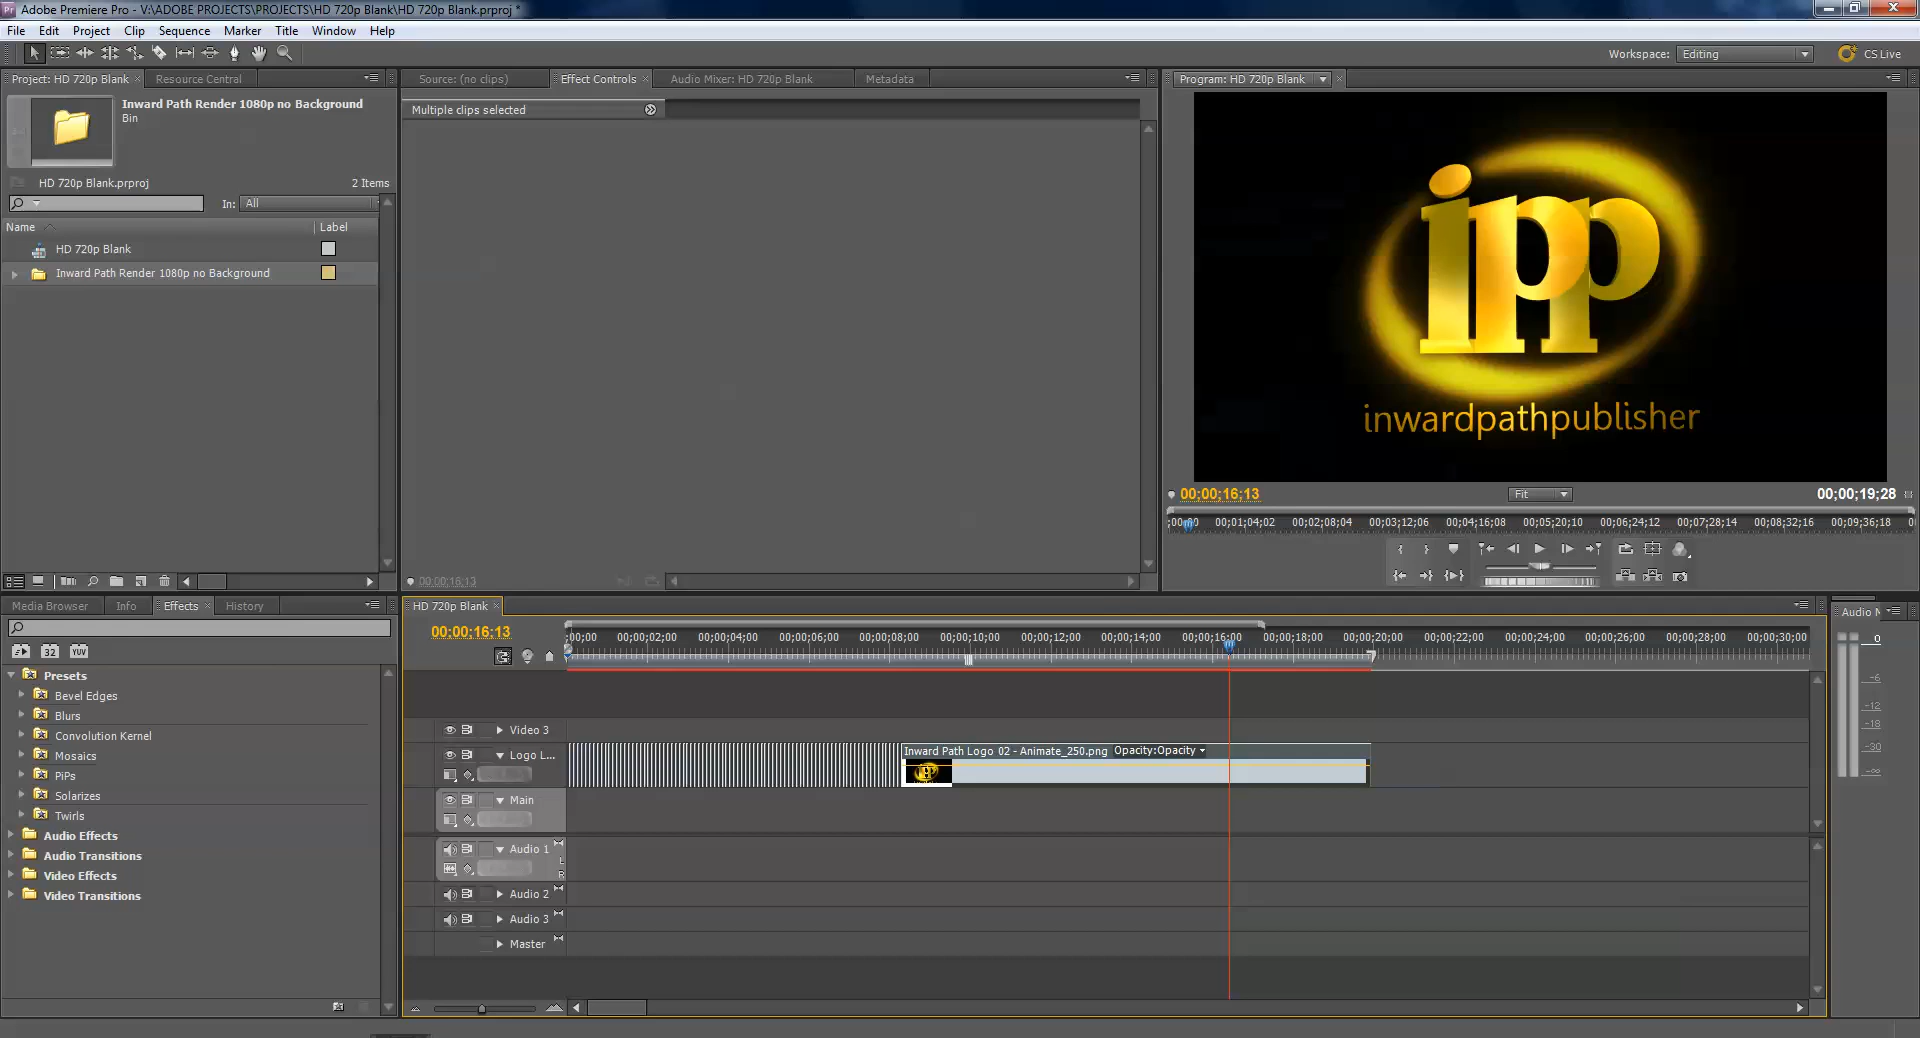 Adobe Premiere Pro - V:\ADOBE PROJECTS\PROJECTS\HD 720p Blank\HD 720p Blank.prproj *
File Edit Project Clip Sequence Marker Title Window Help
Workspace: Editing CS Live
Project: HD 720p Blank Resource Central
Inward Path Render 1080p no Background
Bin
HD 720p Blank.prproj 2 Items
In: All
Name Label
HD 720p Blank
Inward Path Render 1080p no Background
Source: (no clips) Effect Controls Audio Mixer: HD 720p Blank Metadata
Multiple clips selected
00;00;16;13
Program: HD 720p Blank
ipp
inwardpathpublisher
00;00;16;13 Fit 00;00;19;28
;00;00 00;01;04;02 00;02;08;04 00;03;12;06 00;04;16;08 00;05;20;10 00;06;24;12 00;07;28;14 00;08;32;16 00;09;36;18
Media Browser Info Effects History
32 YUV
Presets
Bevel Edges
Blurs
Convolution Kernel
Mosaics
PiPs
Solarizes
Twirls
Audio Effects
Audio Transitions
Video Effects
Video Transitions
HD 720p Blank
00;00;16;13
;00;00 00;00;02;00 00;00;04;00 00;00;06;00 00;00;08;00 00;00;10;00 00;00;12;00 00;00;14;00 00;00;16;00 00;00;18;00 00;00;20;00 00;00;22;00 00;00;24;00 00;00;26;00 00;00;28;00 00;00;30;00
Video 3
Logo L...
Inward Path Logo 02 - Animate_250.png Opacity:Opacity
Main
Audio 1
L
R
Audio 2
Audio 3
Master
Audio
0
-6
-12
-18
-30
-∞